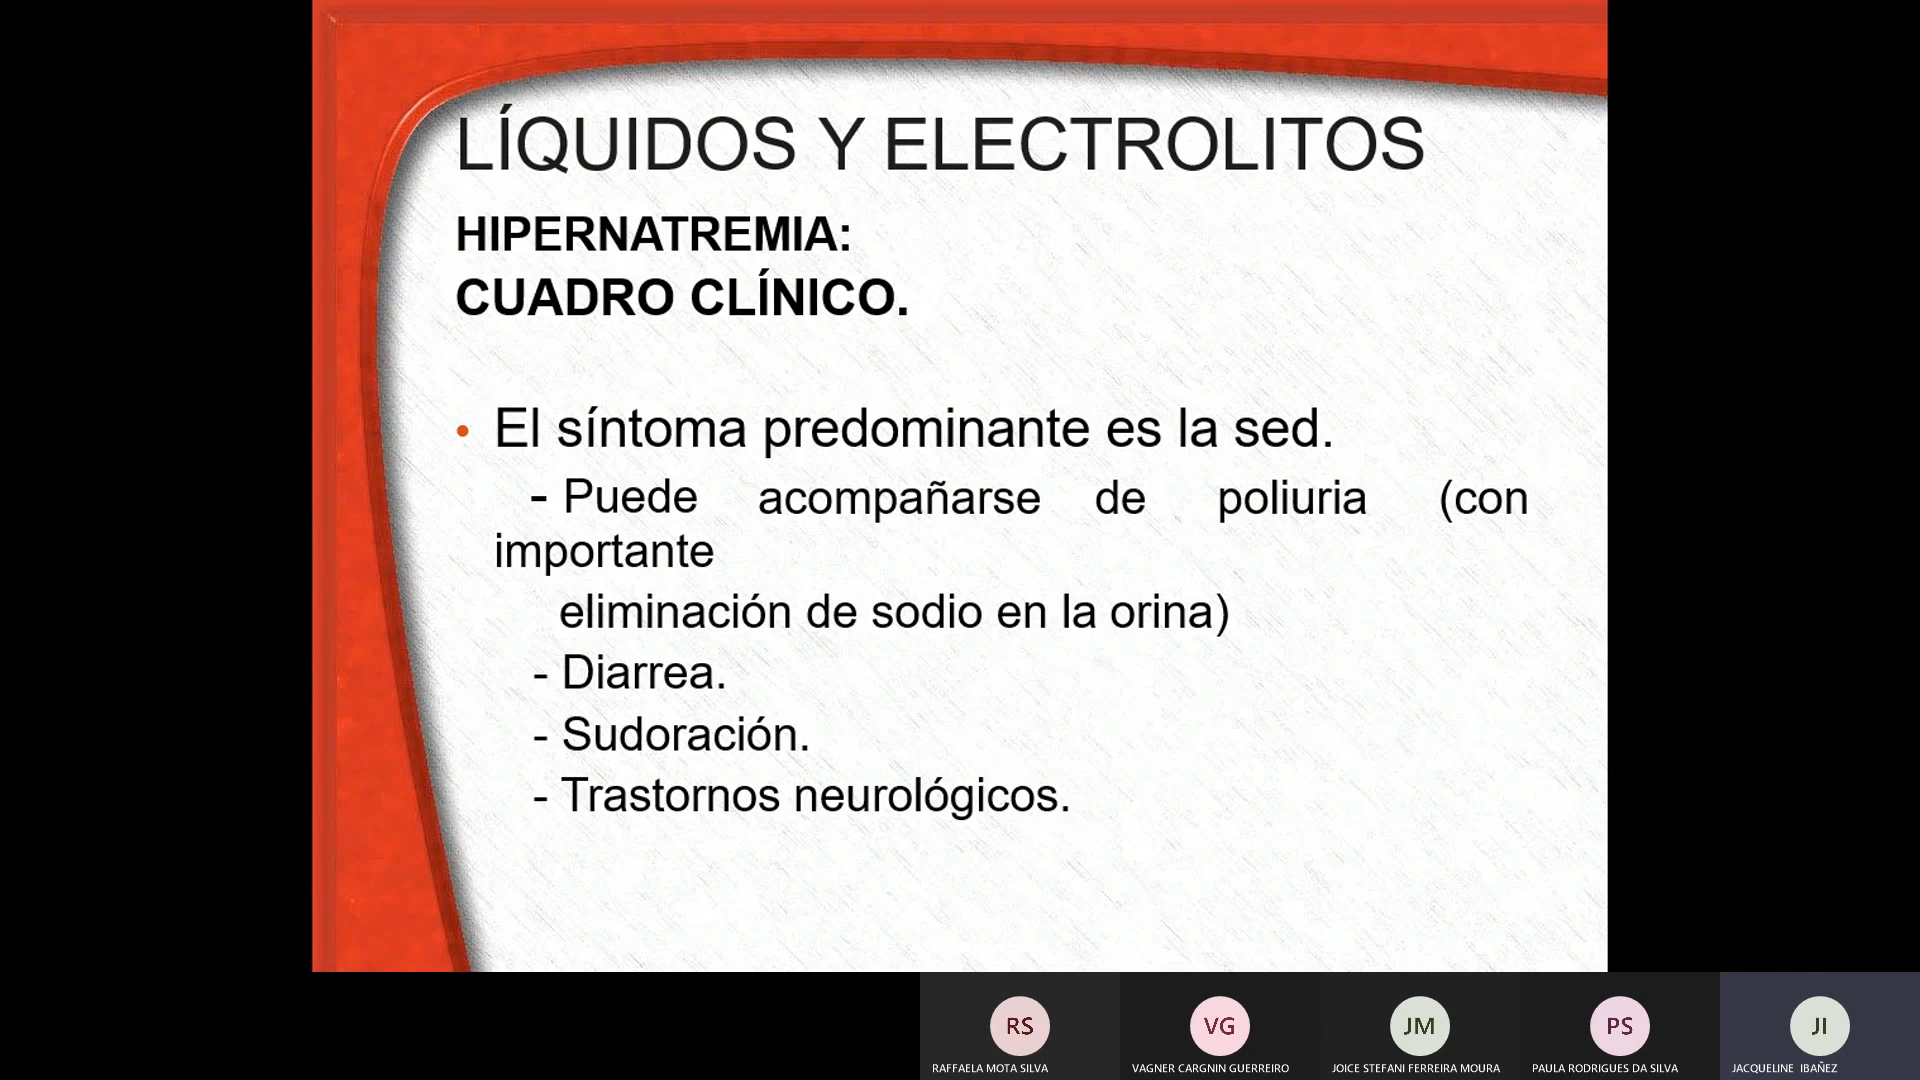 LÍQUIDOS Y ELECTROLITOS
HIPERNATREMIA:
CUADRO CLÍNICO.
• El síntoma predominante es la sed.
- Puede acompañarse de poliuria (con
importante
eliminación de sodio en la orina)
- Diarrea.
- Sudoración.
- Trastornos neurológicos.
RS
VG
JM
PS
JI
RAFFAELA MOTA SILVA
VAGNER CARGNIN GUERREIRO
JOICE STEFANI FERREIRA MOURA
PAULA RODRIGUES DA SILVA
JACQUELINE IBAÑEZ